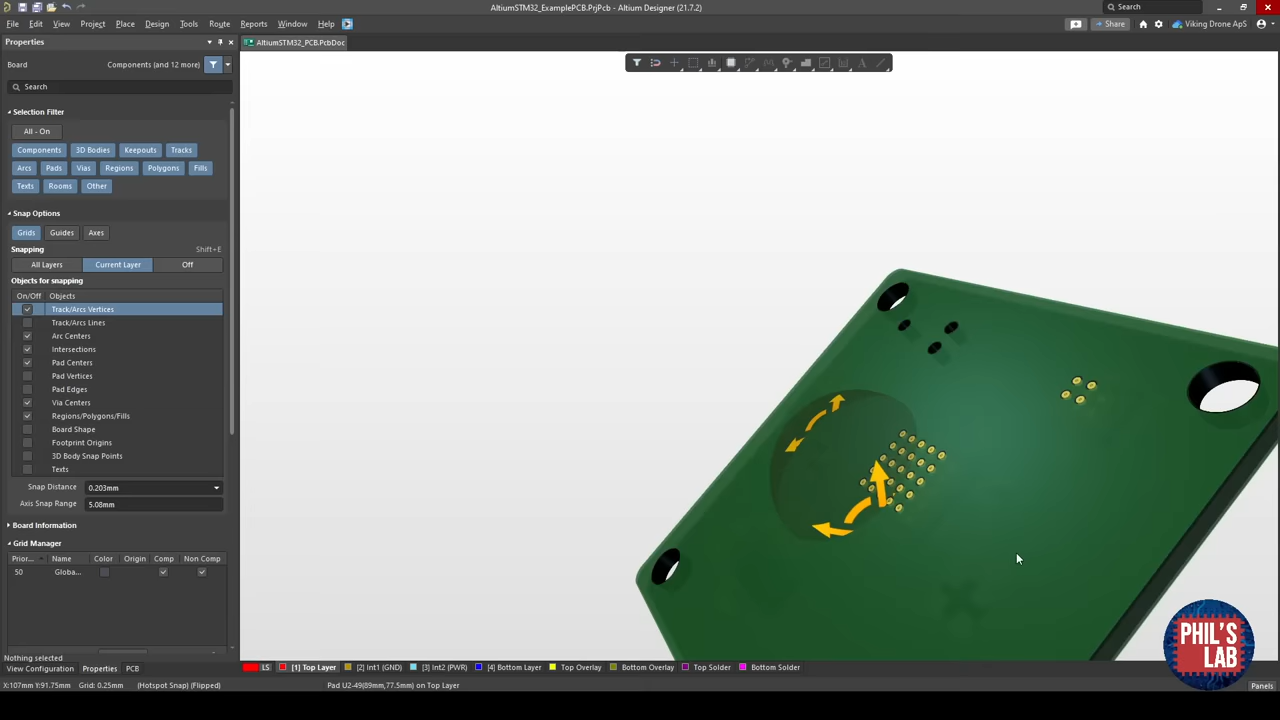 AltiumSTM32_ExamplePCB.PrjPcb - Altium Designer (21.7.2)
Search
File Edit View Project Place Design Tools Route Reports Window Help
Share
Viking Drone ApS
Properties
AltiumSTM32_PCB.PcbDoc
Board
Components (and 12 more)
Search
Selection Filter
All - On
Components 3D Bodies Keepouts Tracks
Arcs Pads Vias Regions Polygons Fills
Texts Rooms Other
Snap Options
Grids Guides Axes
Snapping Shift+E
All Layers Current Layer Off
Objects for snapping
On/Off Objects
Track/Arcs Vertices
Track/Arcs Lines
Arc Centers
Intersections
Pad Centers
Pad Vertices
Pad Edges
Via Centers
Regions/Polygons/Fills
Board Shape
Footprint Origins
3D Body Snap Points
Texts
Snap Distance 0.203mm
Axis Snap Range 5.08mm
Board Information
Grid Manager
Prior... Name Color Origin Comp Non Comp
50 Globa...
PHIL'S
LAB
Nothing selected
View Configuration Properties PCB
LS [1] Top Layer [2] Int1 (GND) [3] Int2 (PWR) [4] Bottom Layer Top Overlay Bottom Overlay Top Solder Bottom Solder
X:107mm Y:91.75mm Grid: 0.25mm (Hotspot Snap) (Flipped) Pad U2-49(89mm,77.5mm) on Top Layer
Panels